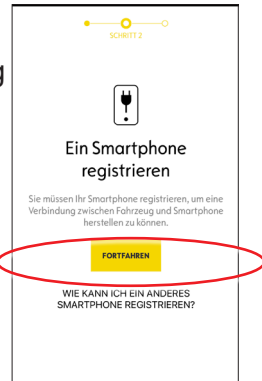 SCHRITT 2
g
Ein Smartphone
registrieren
Sie müssen Ihr Smartphone registrieren, um eine
Verbindung zwischen Fahrzeug und Smartphone
herstellen zu können.
FORTFAHREN
WIE KANN ICH EIN ANDERES
SMARTPHONE REGISTRIEREN?